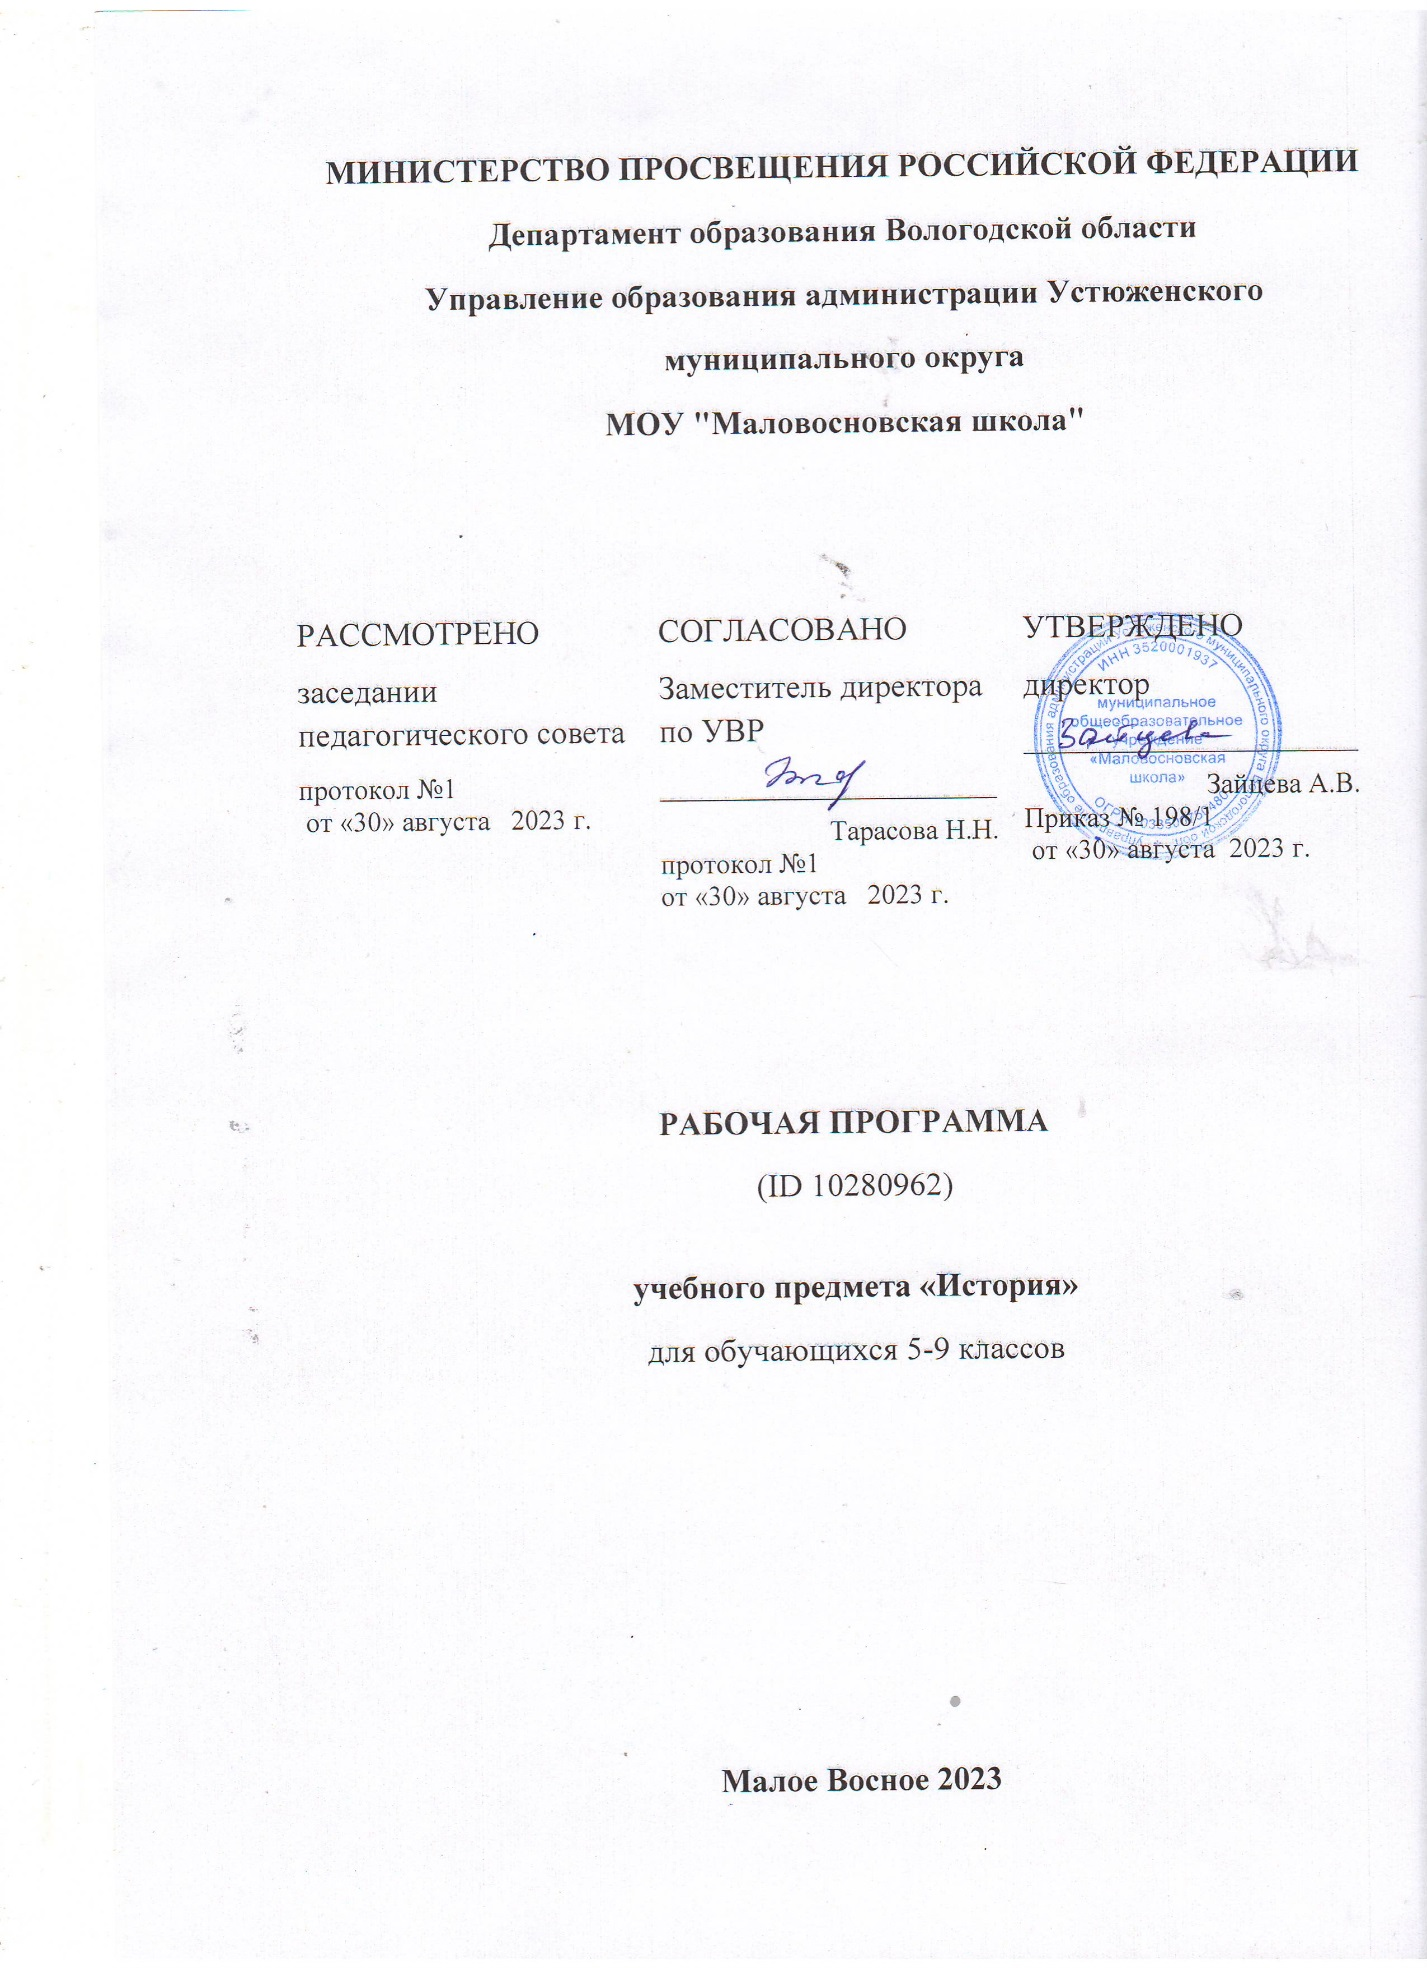 МИНИСТЕРСТВО ПРОСВЕЩЕНИЯ РОССИЙСКОЙ ФЕДЕРАЦИИ
Департамент образования Вологодской области
Управление образования администрации Устюженского
муниципального округа
МОУ "Маловосновская школа"
РАССМОТРЕНО
заседании
педагогического совета
протокол №1
от «30» августа 2023 г.
СОГЛАСОВАНО
Заместитель директора
по УВР
Тарасова Н.Н.
протокол №1
от «30» августа 2023 г.
УТВЕРЖДЕНО
директор
Зайцева
Зайцева А.В.
Приказ № 198/1
от «30» августа 2023 г.
ИНН 3520001937
муниципальное
общеобразовательное
учреждение
«Маловосновская
школа»
РАБОЧАЯ ПРОГРАММА
(ID 10280962)
учебного предмета «История»
для обучающихся 5-9 классов
Малое Восное 2023